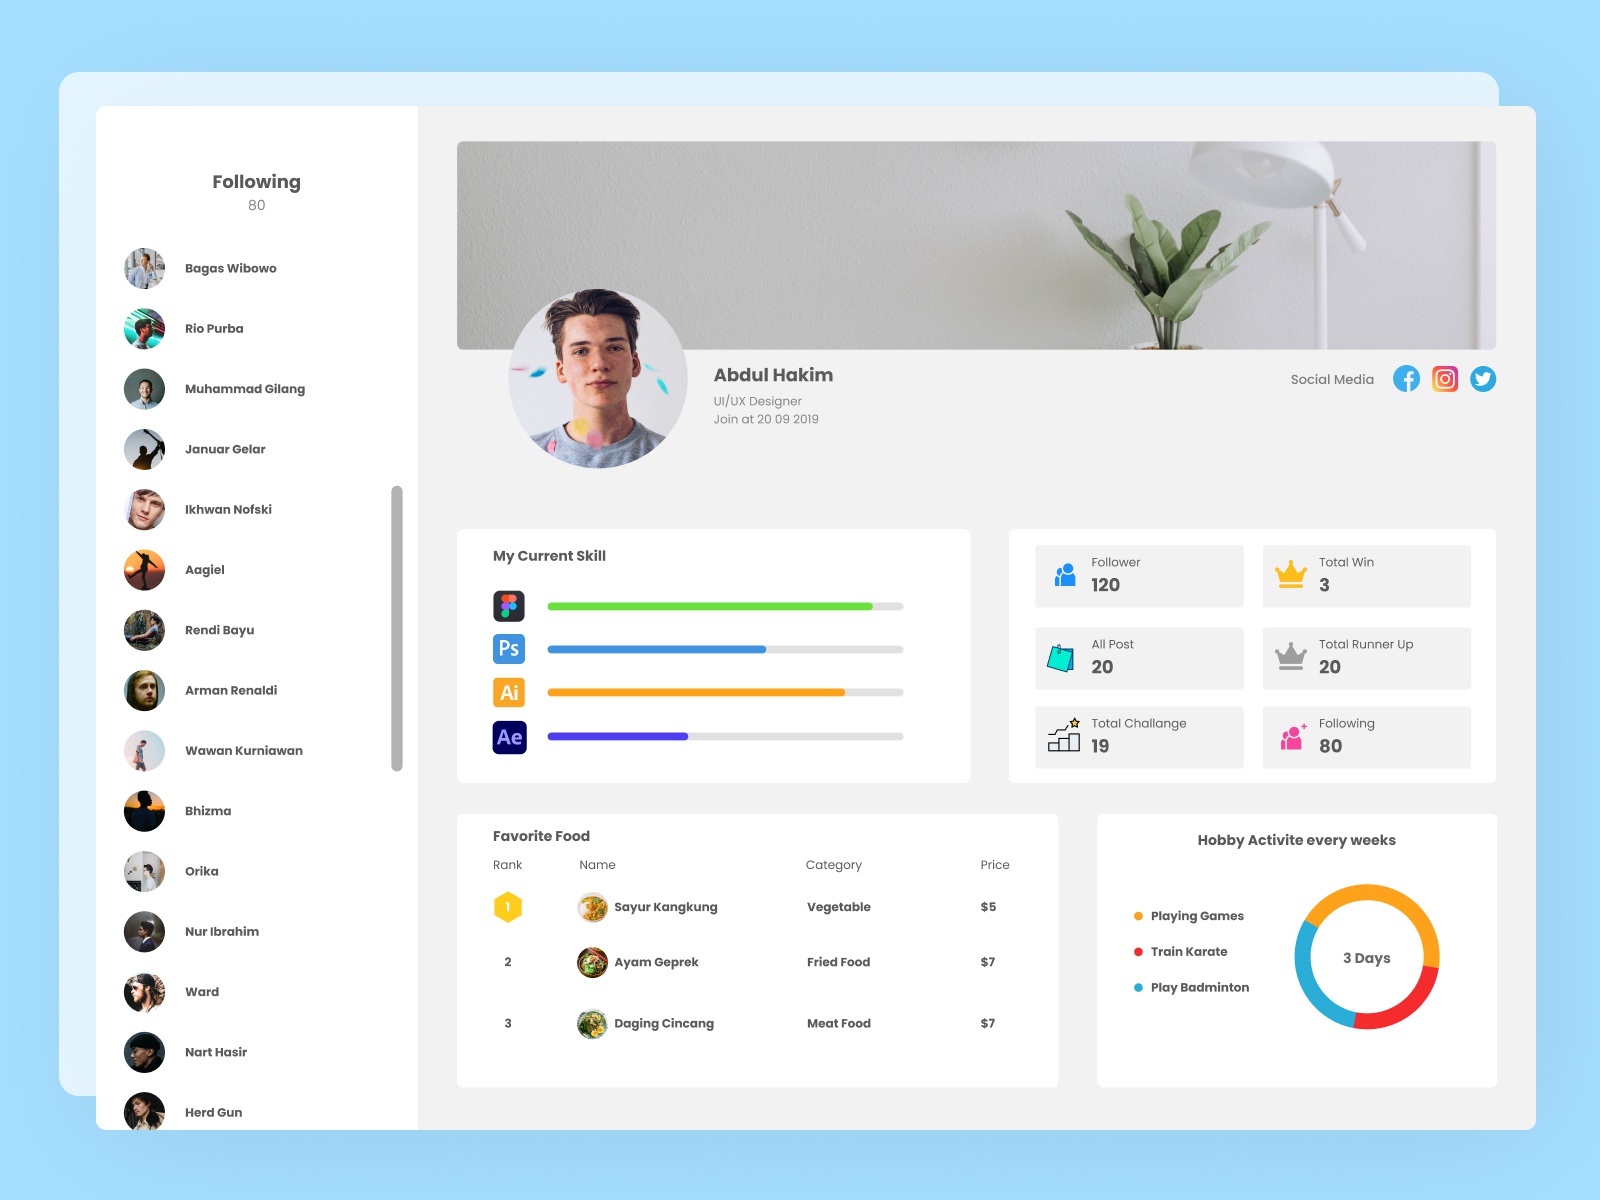 Following
80
Bagas Wibowo
Rio Purba
Muhammad Gilang
Januar Gelar
Ikhwan Nofski
Aagiel
Rendi Bayu
Arman Renaldi
Wawan Kurniawan
Bhizma
Orika
Nur Ibrahim
Ward
Nart Hasir
Herd Gun
Abdul Hakim
UI/UX Designer
Join at 20 09 2019
Social Media
My Current Skill
Ps
Ai
Ae
Follower
120
Total Win
3
All Post
20
Total Runner Up
20
Total Challange
19
Following
80
Favorite Food
Rank Name Category Price
1 Sayur Kangkung Vegetable $5
2 Ayam Geprek Fried Food $7
3 Daging Cincang Meat Food $7
Hobby Activite every weeks
Playing Games
Train Karate
Play Badminton
3 Days